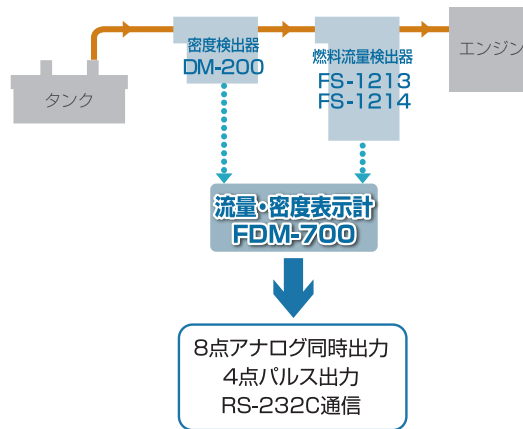 密度検出器
DM-200
燃料流量検出器
FS-1213
FS-1214
エンジン
タンク
流量・密度表示計
FDM-700
8点アナログ同時出力
4点パルス出力
RS-232C通信